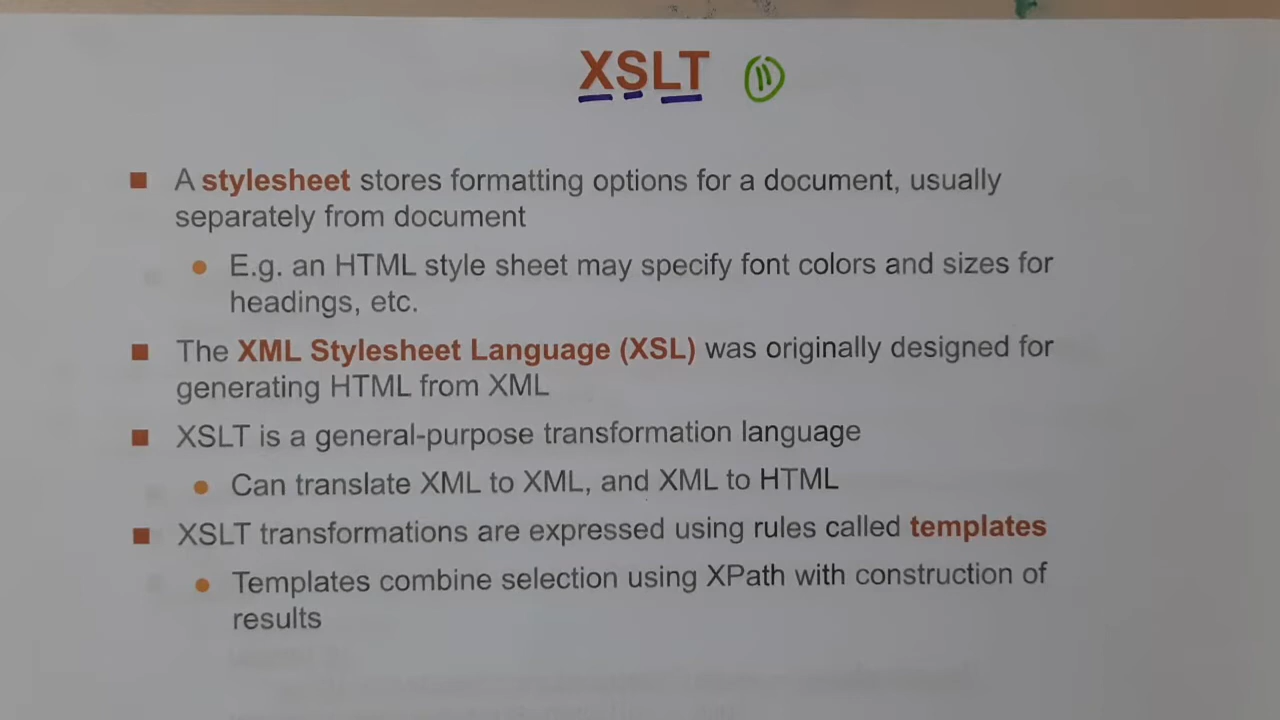 XSLT 11
■ A stylesheet stores formatting options for a document, usually
separately from document
● E.g. an HTML style sheet may specify font colors and sizes for
headings, etc.
■ The XML Stylesheet Language (XSL) was originally designed for
generating HTML from XML
■ XSLT is a general-purpose transformation language
● Can translate XML to XML, and XML to HTML
■ XSLT transformations are expressed using rules called templates
● Templates combine selection using XPath with construction of
results